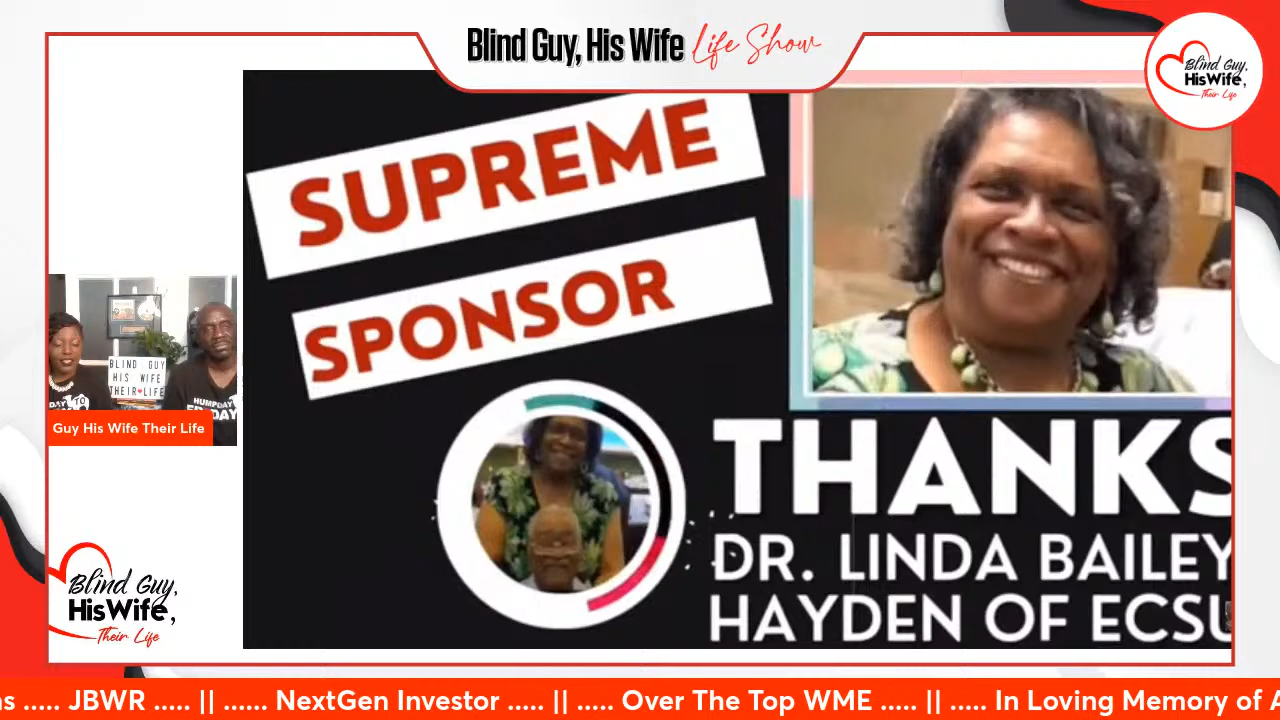 Blind Guy, His Wife Life Show
Blind Guy,
His Wife,
Their Life
SUPREME
SPONSOR
THANKS
DR. LINDA BAILEY
HAYDEN OF ECSU
BLIND GUY
HIS WIFE
THEIR♥LIFE
HUMPDAY
Guy His Wife Their Life
Blind Guy,
His Wife,
Their Life
..... JBWR ..... || ...... NextGen Investor ..... || ..... Over The Top WME ..... || ..... In Loving Memory of